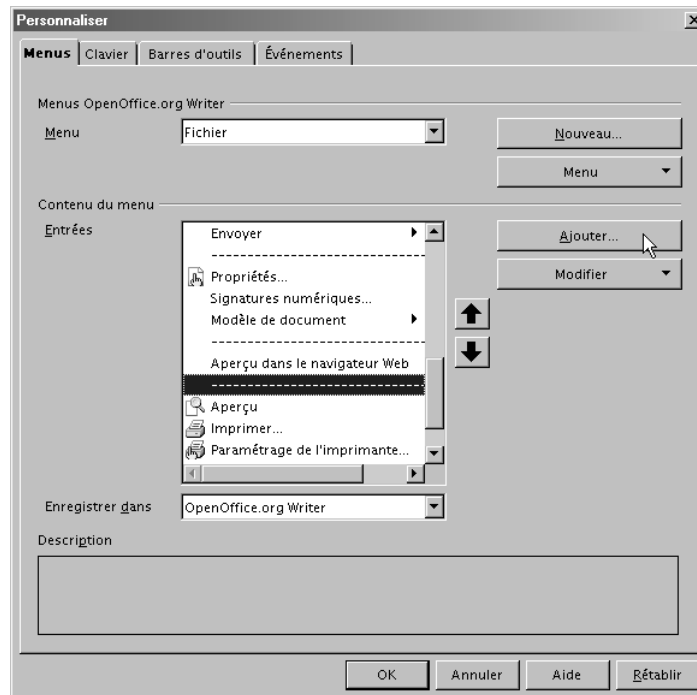 Personnaliser
Menus Clavier Barres d'outils Événements
Menus OpenOffice.org Writer
Menu Fichier Nouveau...
Menu
Contenu du menu
Entrées Envoyer Ajouter...
Propriétés... Modifier
Signatures numériques...
Modèle de document
Aperçu dans le navigateur Web
Aperçu
Imprimer...
Paramétrage de l'imprimante...
Enregistrer dans OpenOffice.org Writer
Description
OK Annuler Aide Rétablir